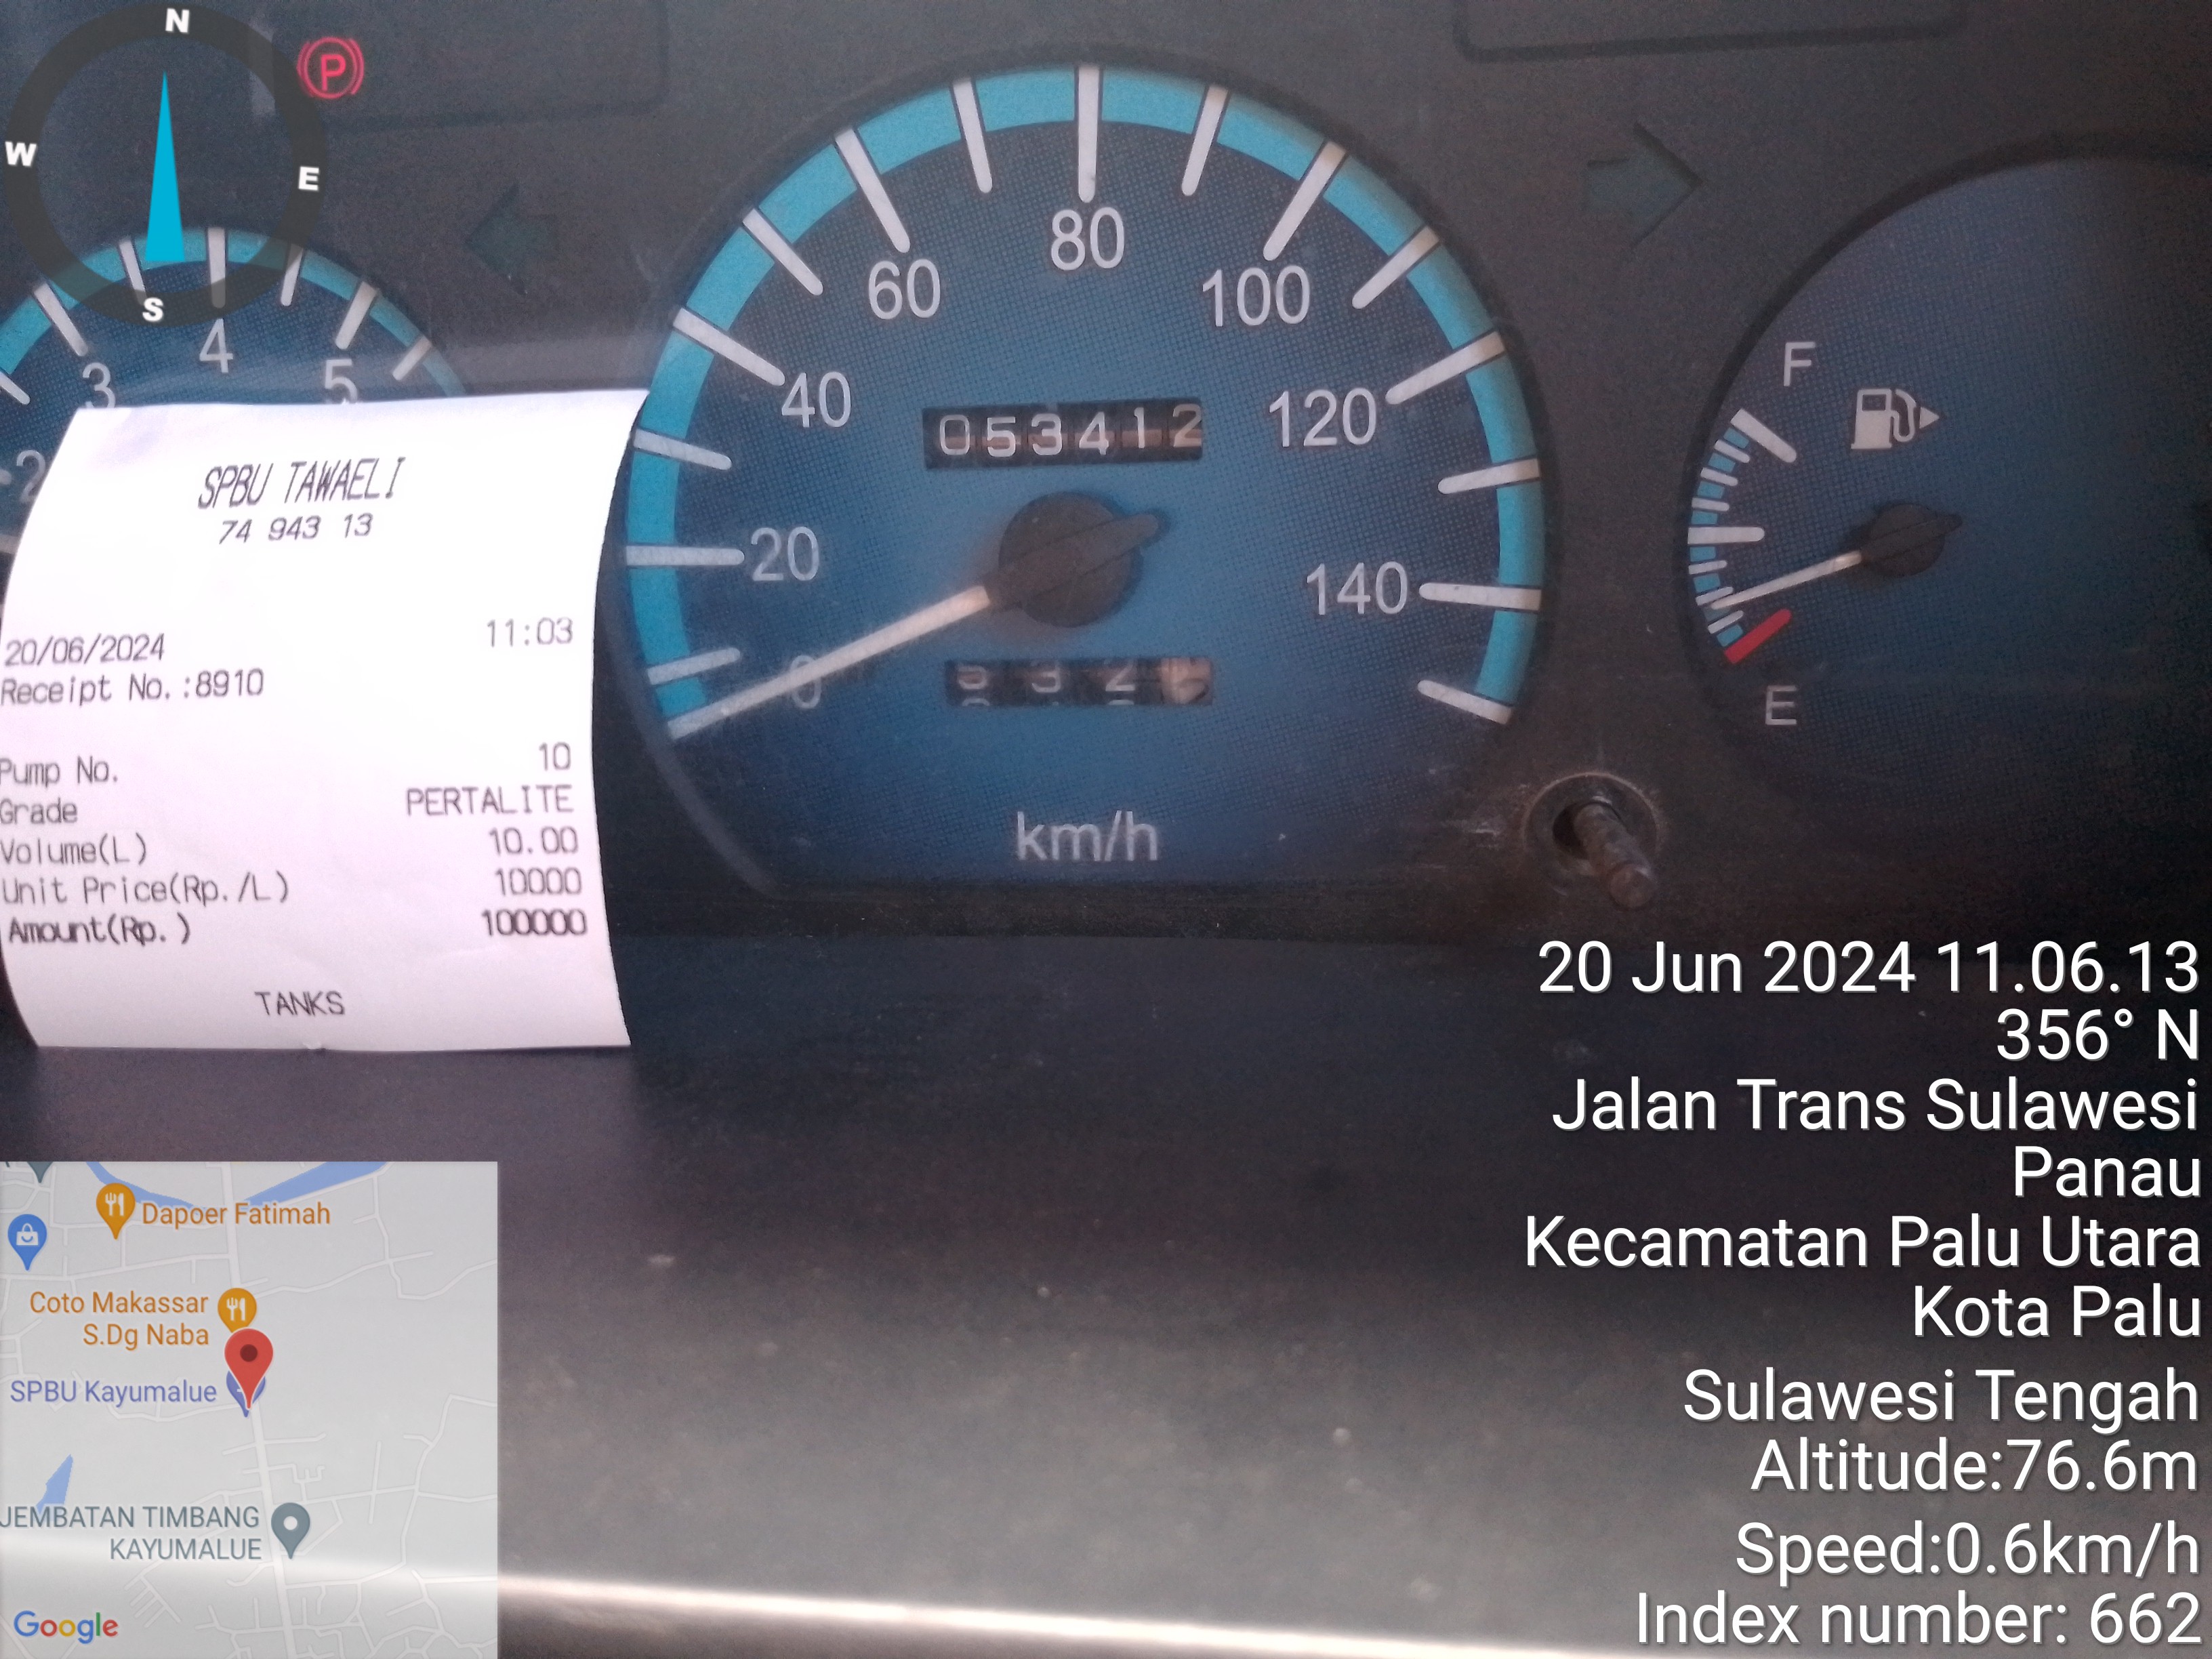 N
W
E
S
P
2
3
4
5
0
20
40
60
80
100
120
140
053412
km/h
F
E
SPBU TAWAELI
74 943 13
20/06/2024 11:03
Receipt No.:8910
Pump No. 10
Grade PERTALITE
Volume(L) 10.00
Unit Price(Rp./L) 10000
Amount(Rp.) 100000
TANKS
20 Jun 2024 11.06.13
356° N
Jalan Trans Sulawesi
Panau
Kecamatan Palu Utara
Kota Palu
Sulawesi Tengah
Altitude:76.6m
Speed:0.6km/h
Index number: 662
Dapoer Fatimah
Coto Makassar
S.Dg Naba
SPBU Kayumalue
JEMBATAN TIMBANG
KAYUMALUE
Google